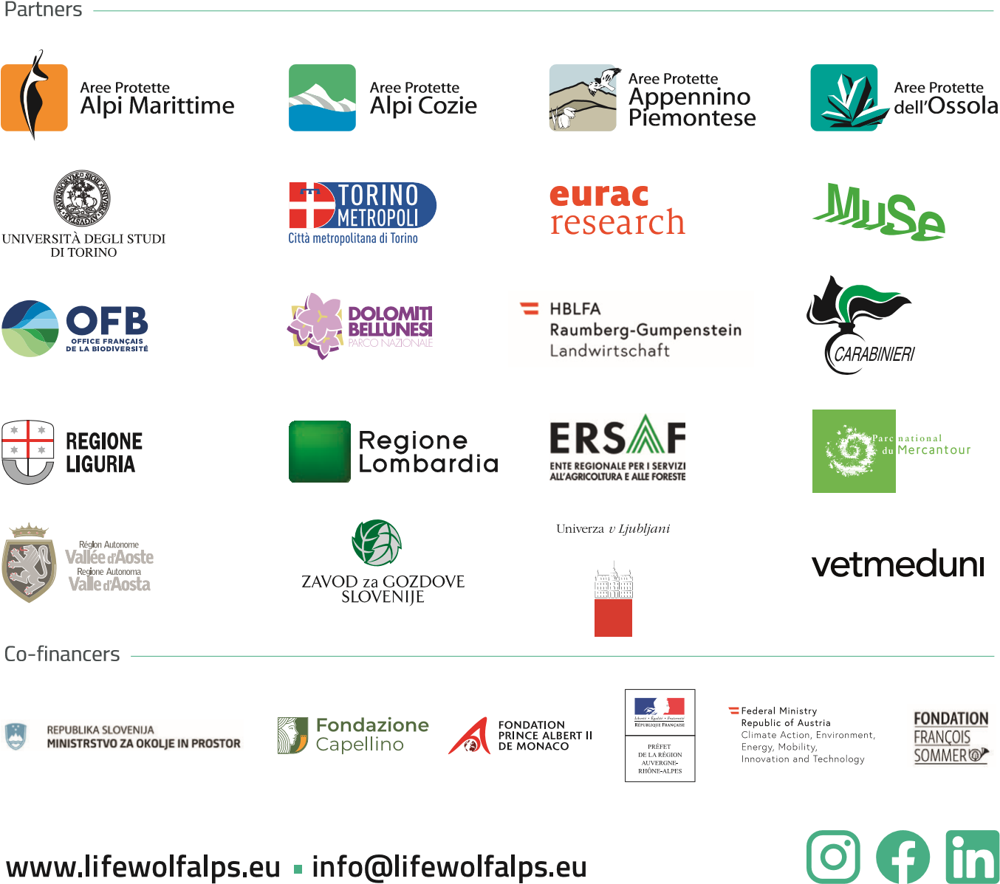 Partners
Aree Protette
Alpi Marittime
Aree Protette
Alpi Cozie
Aree Protette
Appennino
Piemontese
Aree Protette
dell'Ossola
UNIVERSITÀ DEGLI STUDI
DI TORINO
TORINO
METROPOLI
Città metropolitana di Torino
eurac
research
MUSe
OFB
OFFICE FRANÇAIS
DE LA BIODIVERSITÉ
DOLOMITI
BELLUNESI
PARCO NAZIONALE
HBLFA
Raumberg-Gumpenstein
Landwirtschaft
CARABINIERI
REGIONE
LIGURIA
Regione
Lombardia
ERSAF
ENTE REGIONALE PER I SERVIZI
ALL'AGRICOLTURA E ALLE FORESTE
Parc national
du Mercantour
Région Autonome
Vallée d'Aoste
Regione Autonoma
Valle d'Aosta
ZAVOD za GOZDOVE
SLOVENIJE
Univerza v Ljubljani
vetmeduni
Co-financers
REPUBLIKA SLOVENIJA
MINISTRSTVO ZA OKOLJE IN PROSTOR
Fondazione
Capellino
FONDATION
PRINCE ALBERT II
DE MONACO
Liberté • Égalité • Fraternité
RÉPUBLIQUE FRANÇAISE
PRÉFET
DE LA RÉGION
AUVERGNE-
RHÔNE-ALPES
Federal Ministry
Republic of Austria
Climate Action, Environment,
Energy, Mobility,
Innovation and Technology
FONDATION
FRANÇOIS
SOMMER
www.lifewolfalps.eu ▪ info@lifewolfalps.eu
in